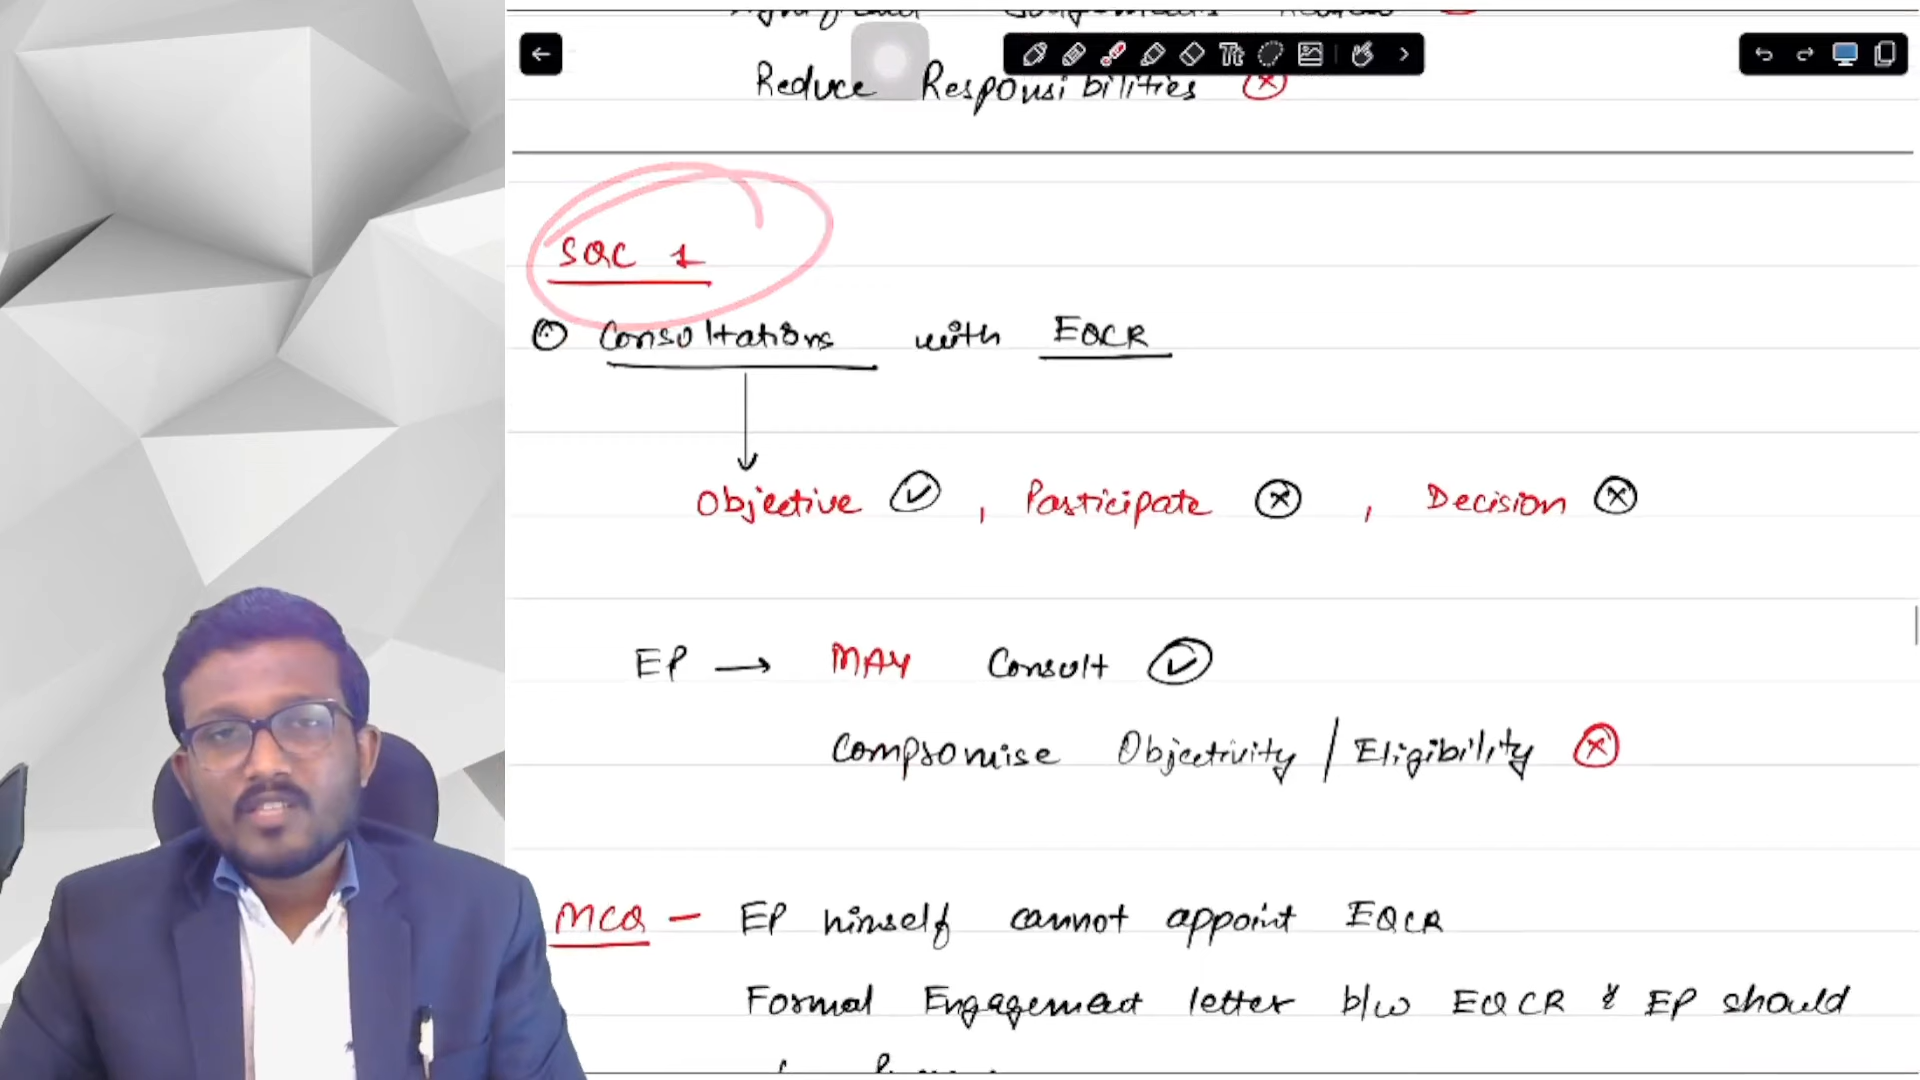 Reduce Responsibilities
SQC 1
Consultations with EQCR
Objective , Participate , Decision
EP → MAY Consult
Compromise Objectivity / Eligibility
MCQ - EP himself cannot appoint EQCR
Formal Engagement letter b/w EQCR & EP should